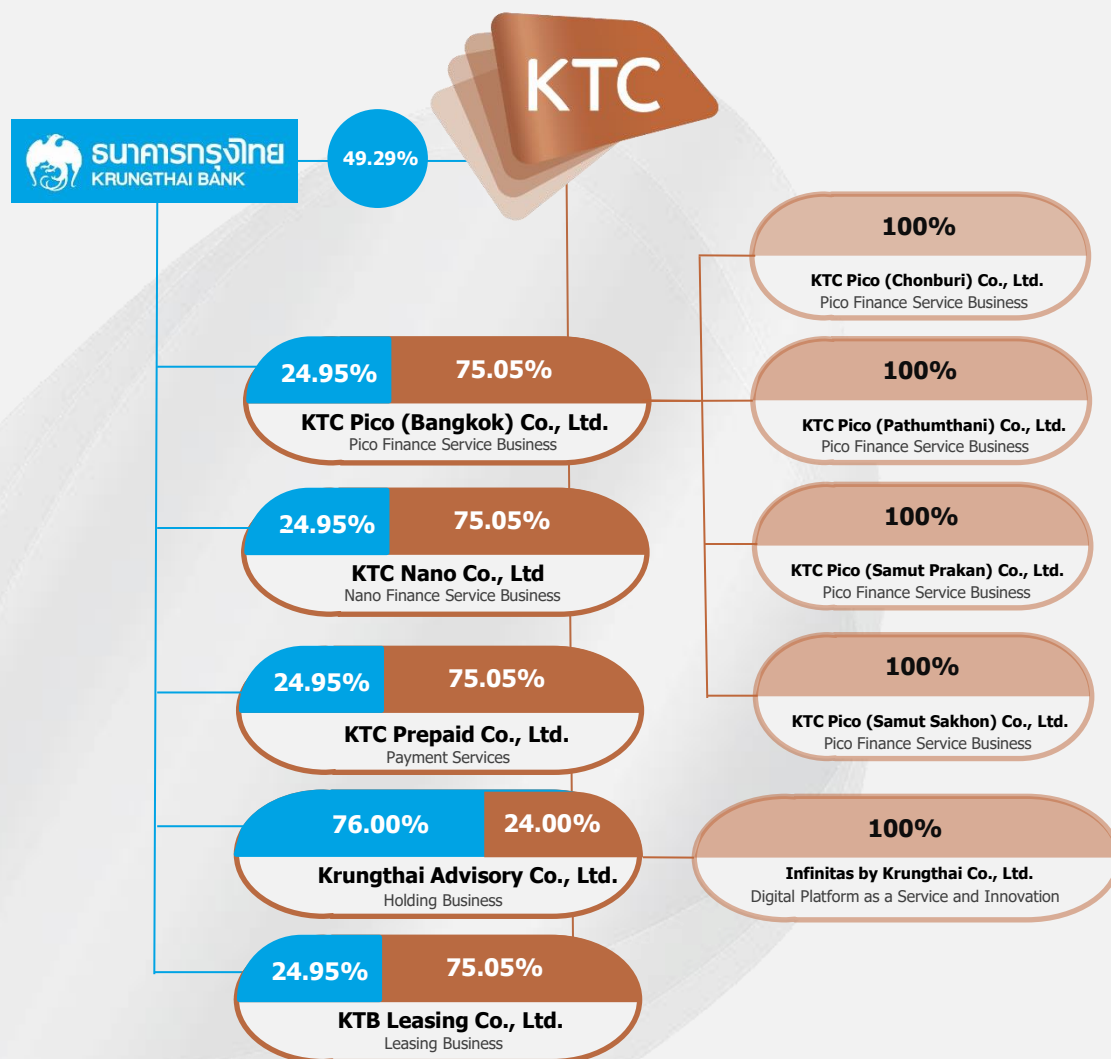 KTC
ธนาคารกรุงไทย
KRUNGTHAI BANK
49.29%
24.95% 75.05%
KTC Pico (Bangkok) Co., Ltd.
Pico Finance Service Business
24.95% 75.05%
KTC Nano Co., Ltd
Nano Finance Service Business
24.95% 75.05%
KTC Prepaid Co., Ltd.
Payment Services
76.00% 24.00%
Krungthai Advisory Co., Ltd.
Holding Business
24.95% 75.05%
KTB Leasing Co., Ltd.
Leasing Business
100%
KTC Pico (Chonburi) Co., Ltd.
Pico Finance Service Business
100%
KTC Pico (Pathumthani) Co., Ltd.
Pico Finance Service Business
100%
KTC Pico (Samut Prakan) Co., Ltd.
Pico Finance Service Business
100%
KTC Pico (Samut Sakhon) Co., Ltd.
Pico Finance Service Business
100%
Infinitas by Krungthai Co., Ltd.
Digital Platform as a Service and Innovation